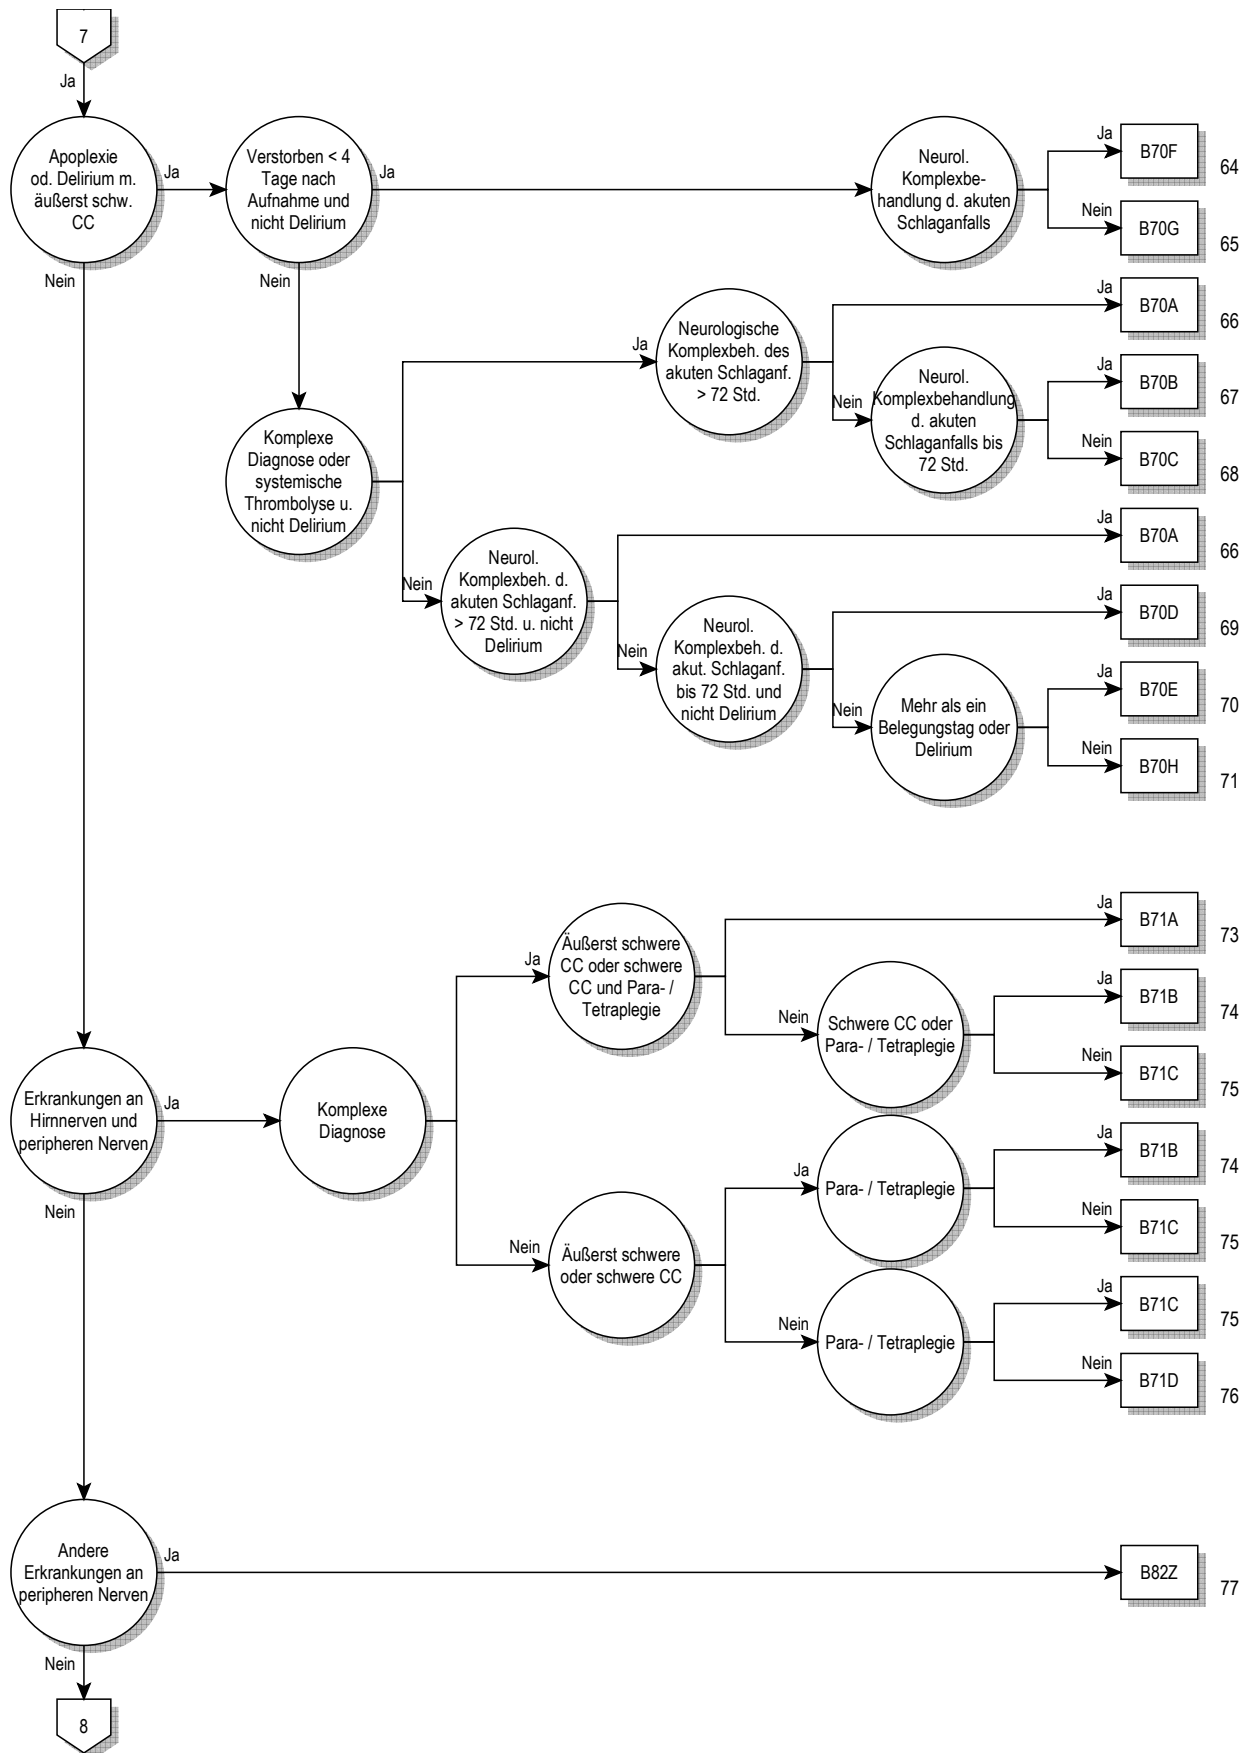 7
Ja
Apoplexie
od. Delirium m.
äußerst schw.
CC
Ja
Verstorben < 4
Tage nach
Aufnahme und
nicht Delirium
Ja
Neurol.
Komplexbe-
handlung d. akuten
Schlaganfalls
Ja
B70F
64
Nein
B70G
65
Nein
Nein
Komplexe
Diagnose oder
systemische
Thrombolyse u.
nicht Delirium
Ja
Neurologische
Komplexbeh. des
akuten Schlaganf.
> 72 Std.
Ja
B70A
66
Nein
Neurol.
Komplexbehandlung
d. akuten
Schlaganfalls bis
72 Std.
Ja
B70B
67
Nein
B70C
68
Nein
Neurol.
Komplexbeh. d.
akuten Schlaganf.
> 72 Std. u. nicht
Delirium
Ja
B70A
66
Nein
Neurol.
Komplexbeh. d.
akut. Schlaganf.
bis 72 Std. und
nicht Delirium
Ja
B70D
69
Nein
Mehr als ein
Belegungstag oder
Delirium
Ja
B70E
70
Nein
B70H
71
Erkrankungen an
Hirnnerven und
peripheren Nerven
Ja
Komplexe
Diagnose
Ja
Äußerst schwere
CC oder schwere
CC und Para- /
Tetraplegie
Ja
B71A
73
Nein
Schwere CC oder
Para- / Tetraplegie
Ja
B71B
74
Nein
B71C
75
Nein
Äußerst schwere
oder schwere CC
Ja
Para- / Tetraplegie
Ja
B71B
74
Nein
B71C
75
Nein
Para- / Tetraplegie
Ja
B71C
75
Nein
B71D
76
Nein
Andere
Erkrankungen an
peripheren Nerven
Ja
B82Z
77
Nein
8